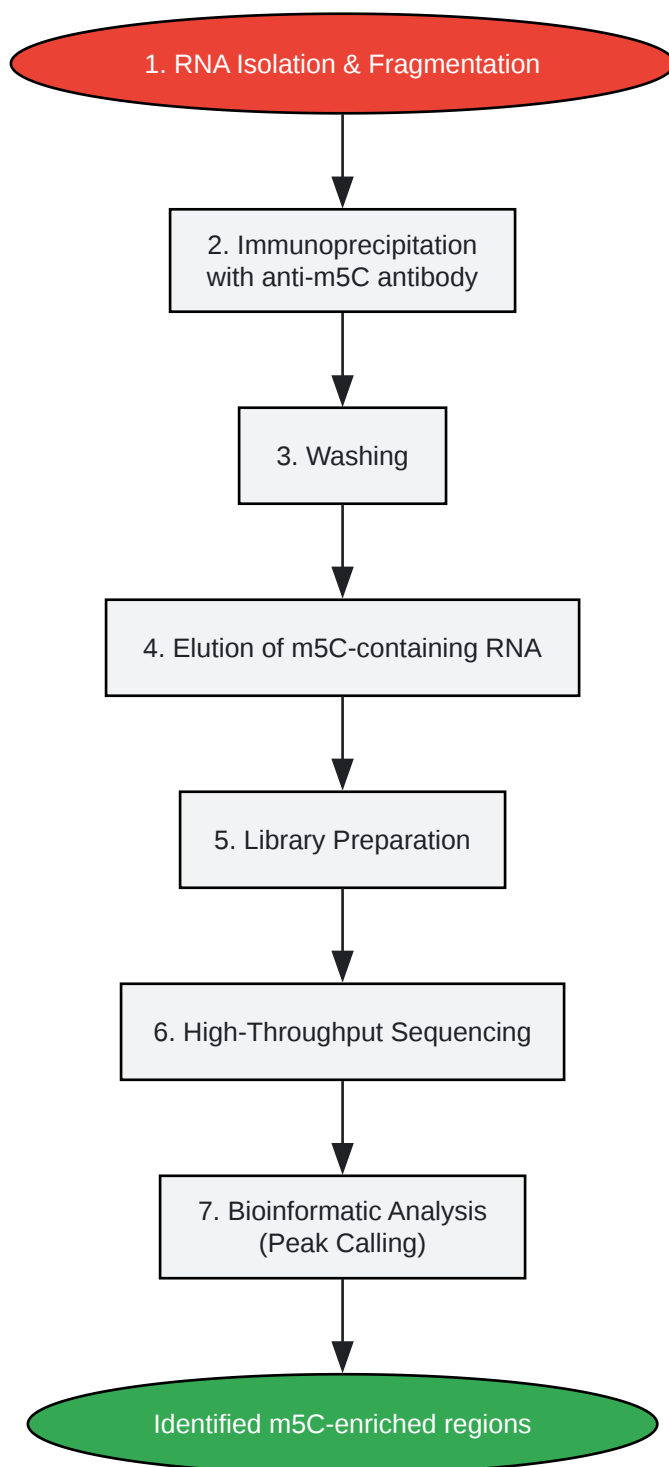 1. RNA Isolation & Fragmentation
2. Immunoprecipitation
with anti-m5C antibody
3. Washing
4. Elution of m5C-containing RNA
5. Library Preparation
6. High-Throughput Sequencing
7. Bioinformatic Analysis
(Peak Calling)
Identified m5C-enriched regions